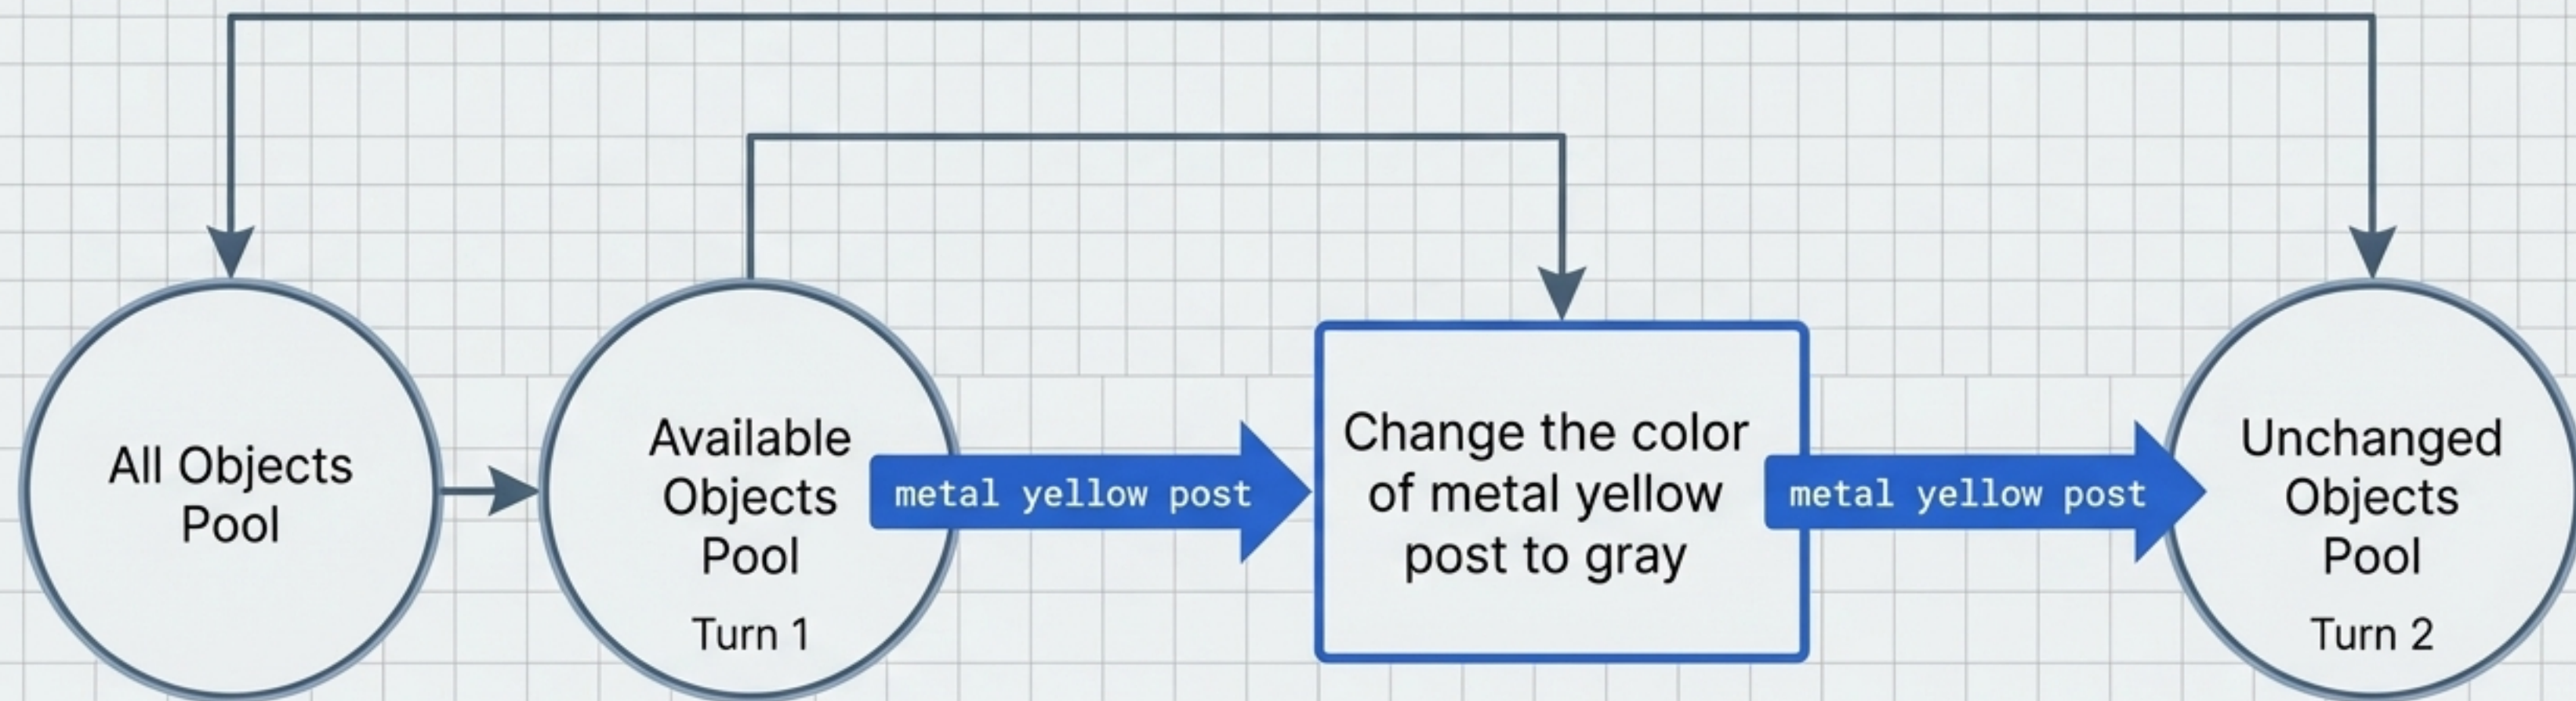 All Objects
Pool
Available
Objects
Pool
Turn 1
metal yellow post
Change the color
of metal yellow
post to gray
metal yellow post
Unchanged
Objects
Pool
Turn 2